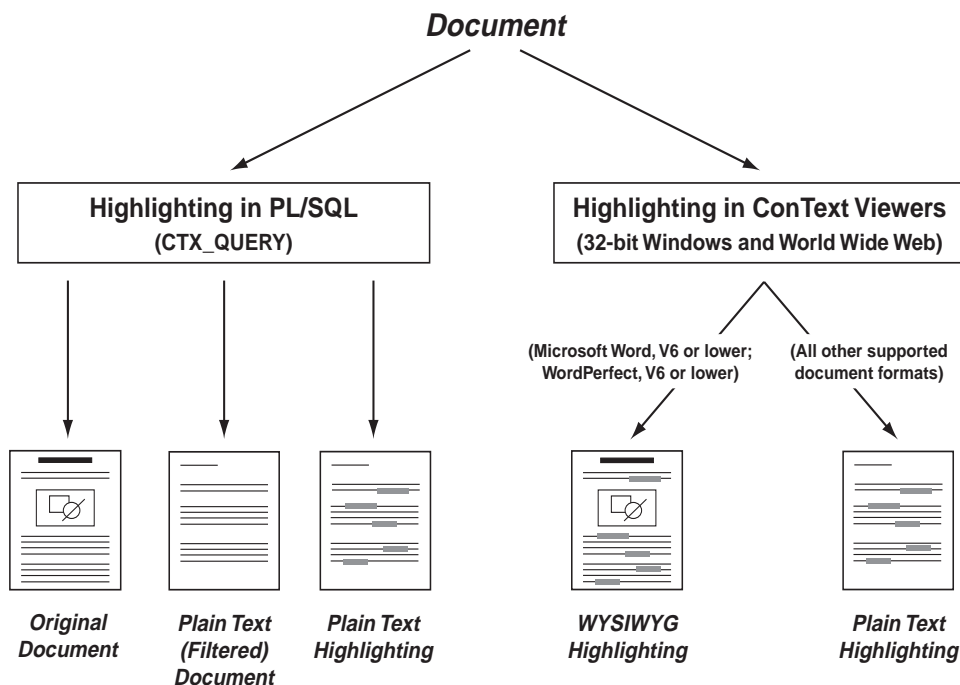 Document
Highlighting in PL/SQL
(CTX_QUERY)
Highlighting in ConText Viewers
(32-bit Windows and World Wide Web)
(Microsoft Word, V6 or lower;
WordPerfect, V6 or lower)
(All other supported
document formats)
Original
Document
Plain Text
(Filtered)
Document
Plain Text
Highlighting
WYSIWYG
Highlighting
Plain Text
Highlighting